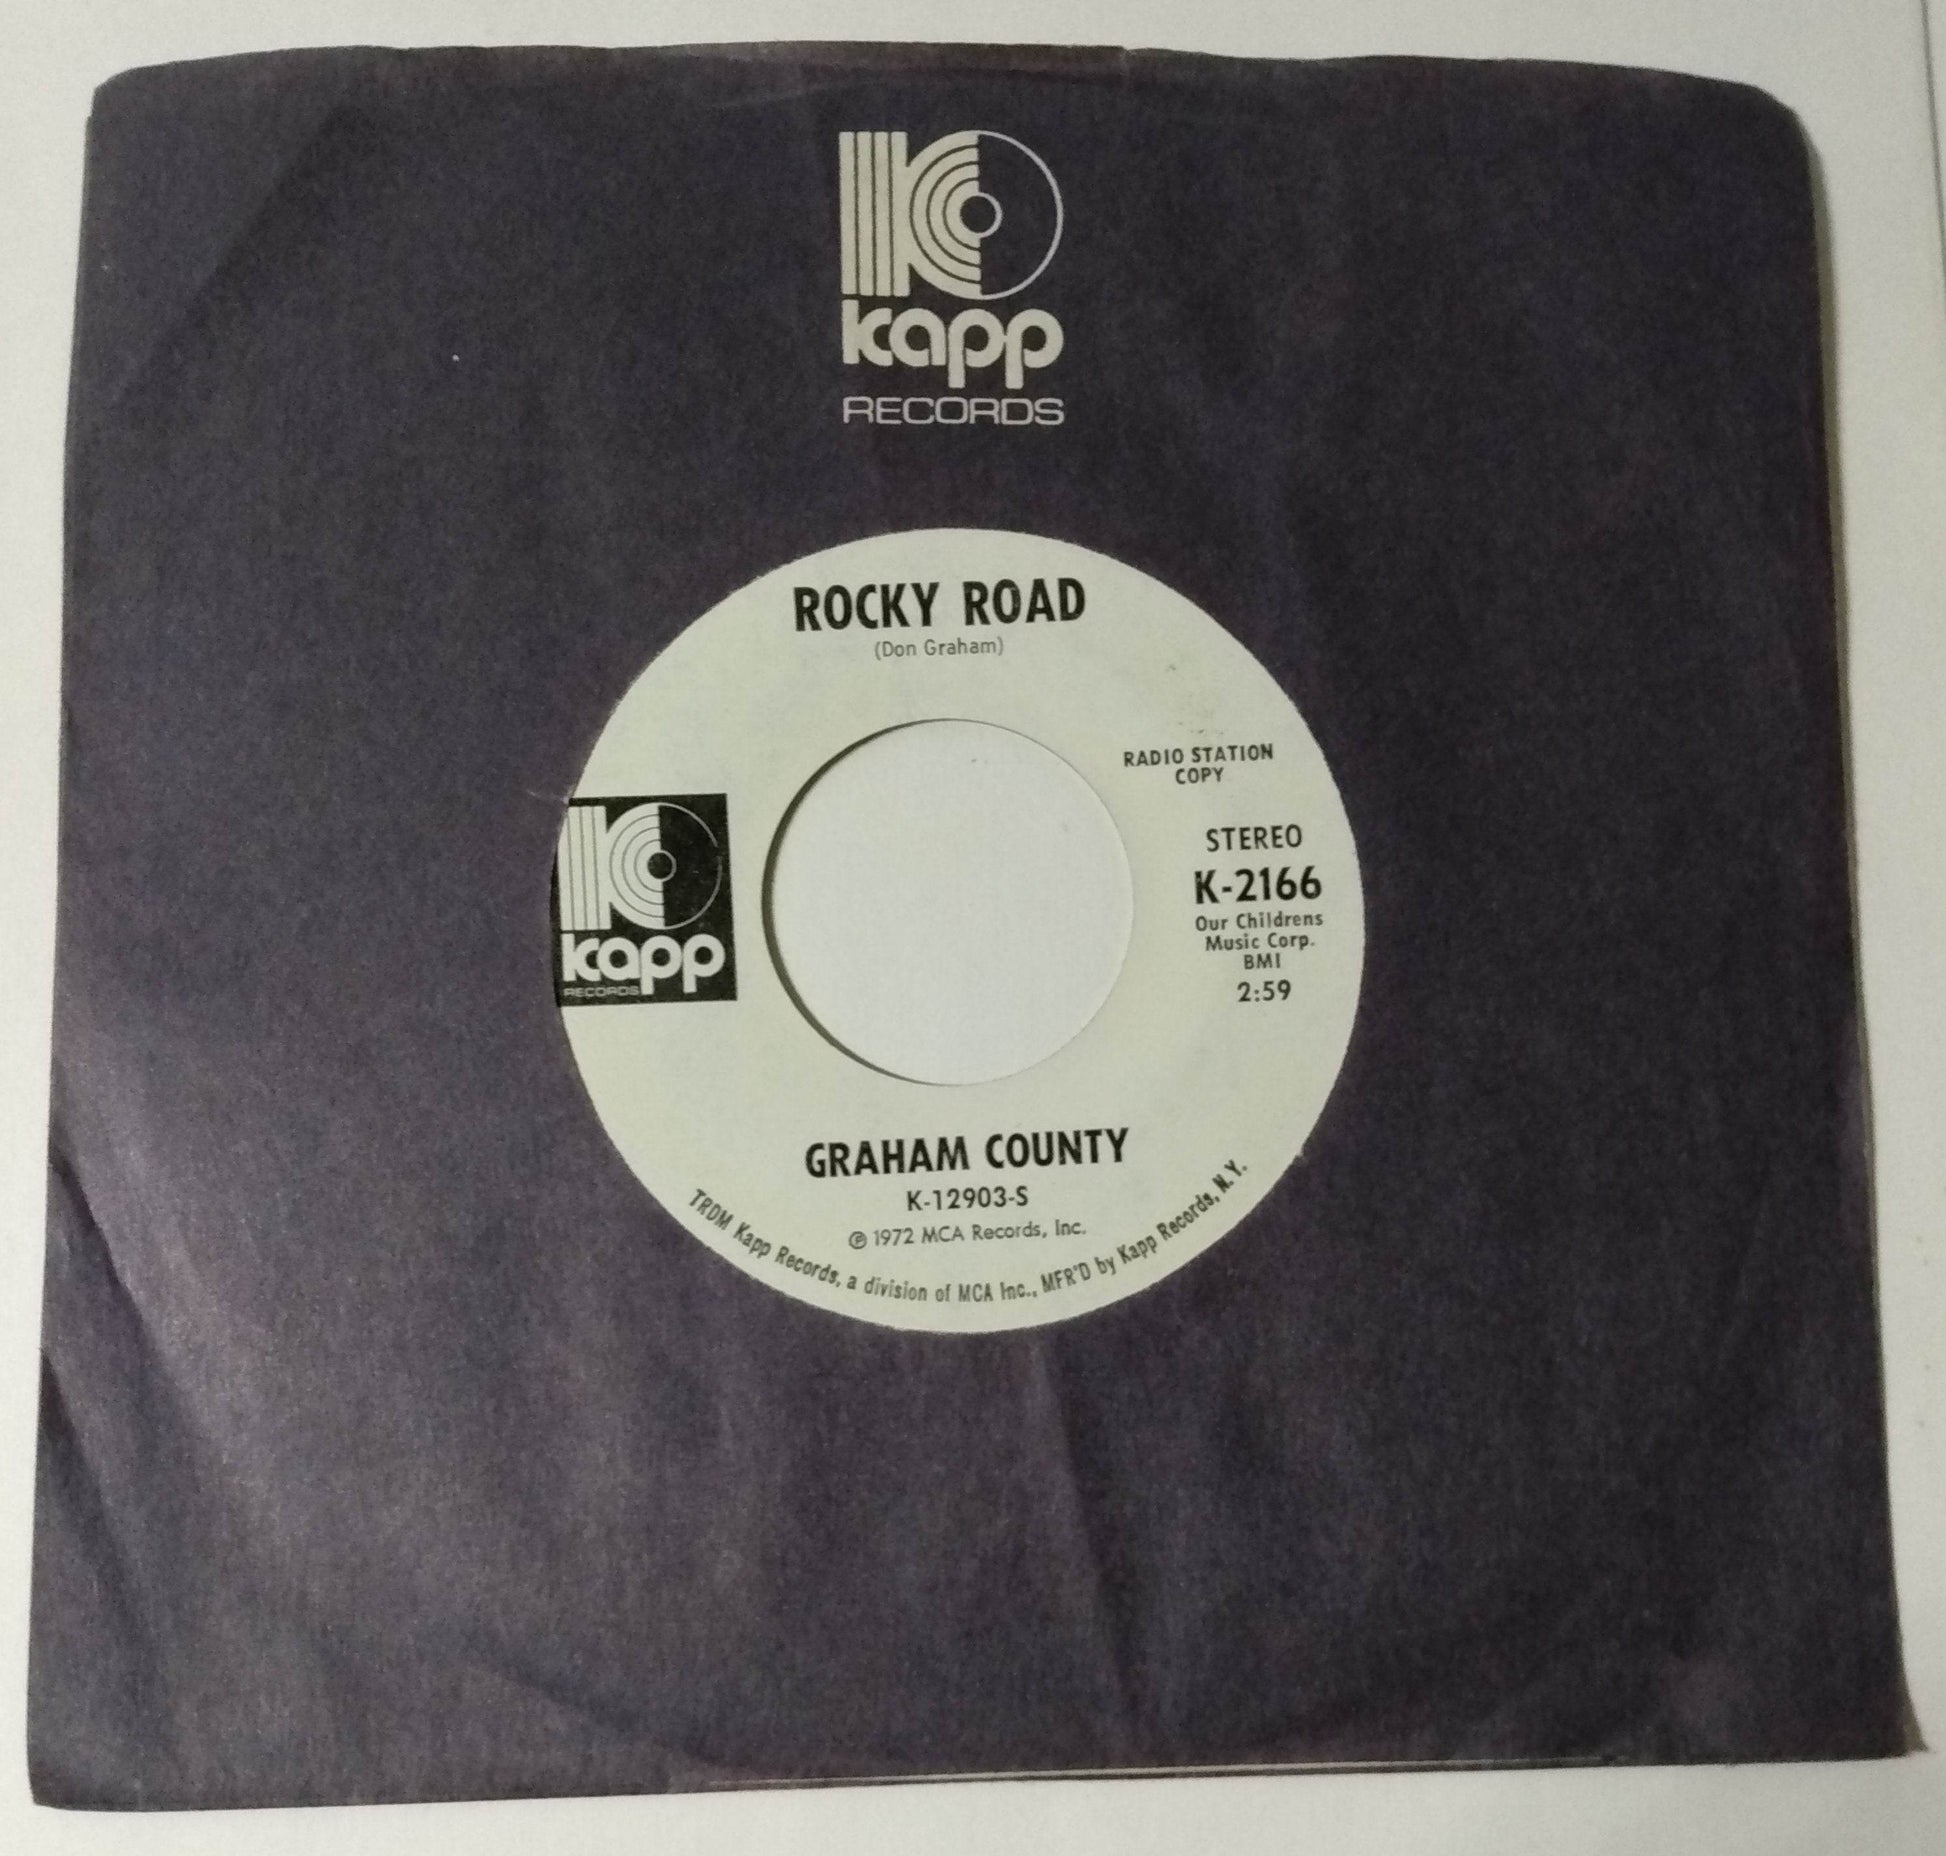 kapp
RECORDS
ROCKY ROAD
(Don Graham)
RADIO STATION
COPY
STEREO
K-2166
Our Childrens
Music Corp.
BMI
2:59
kapp
RECORDS
GRAHAM COUNTY
K-12903-S
℗ 1972 MCA Records, Inc.
TRDM Kapp Records, a division of MCA Inc., MFR'D by Kapp Records, N.Y.